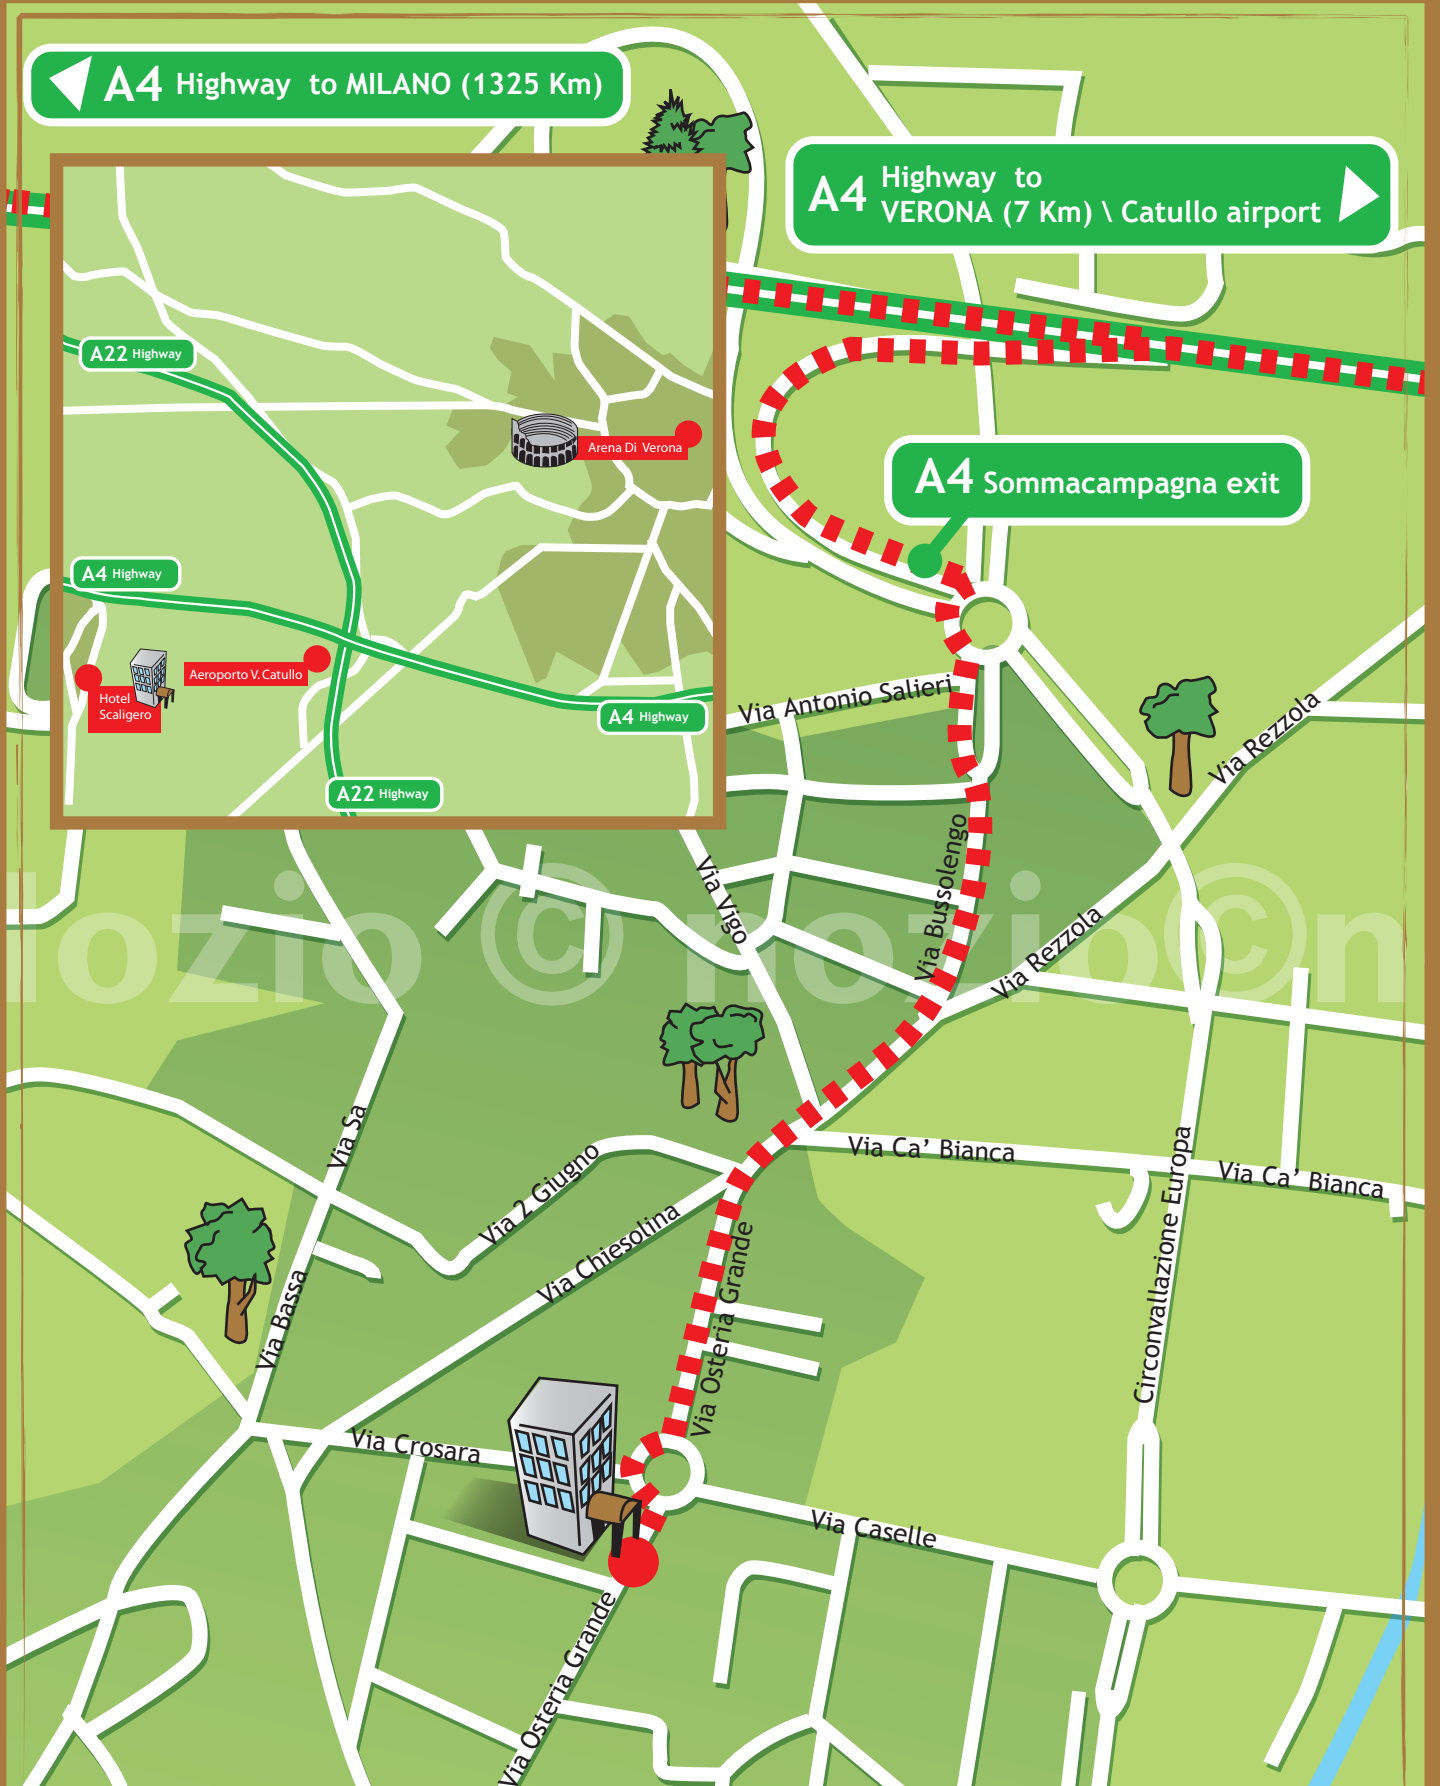 A4 Highway to MILANO (1325 Km)
A4 Highway to
VERONA (7 Km) \ Catullo airport
A22 Highway
Arena Di Verona
A4 Sommacampagna exit
A4 Highway
Aeroporto V. Catullo
Hotel
Scaligero
A4 Highway
A22 Highway
Via Antonio Salieri
Via Rezzola
Via Bussolengo
Via Vigo
Via Rezzola
nozio © nozio©n
Via Sa
Via 2 Giugno
Via Ca' Bianca
Via Ca' Bianca
Circonvallazione Europa
Via Chiesolina
Via Osteria Grande
Via Bassa
Via Crosara
Via Caselle
Via Osteria Grande